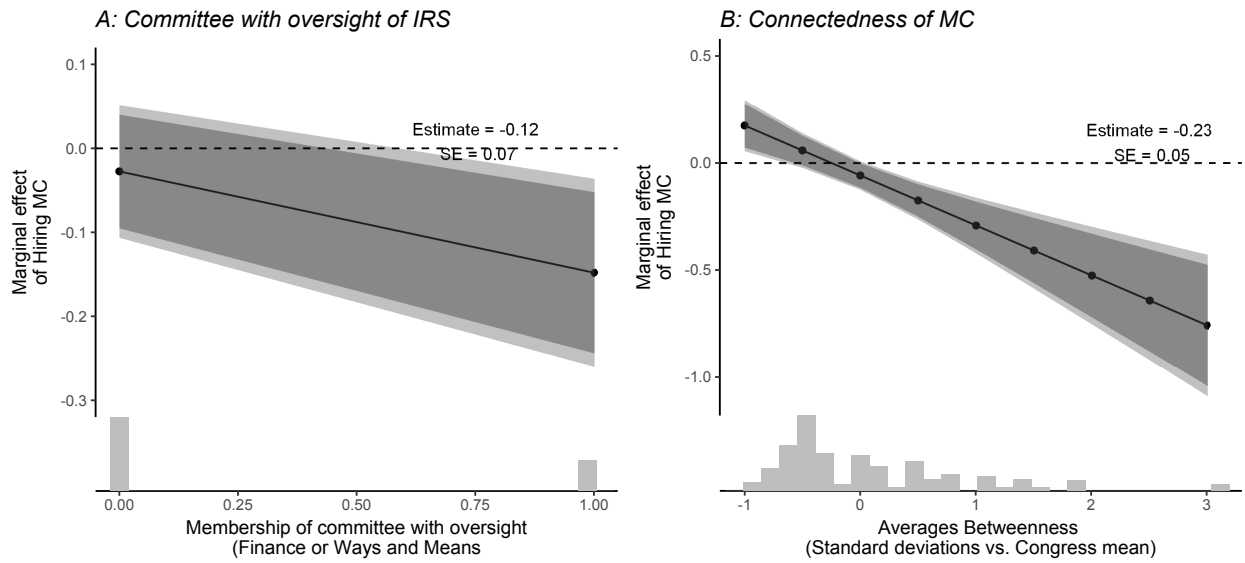 A: Committee with oversight of IRS
0.1
0.0
-0.1
-0.2
-0.3
Marginal effect
of Hiring MC
Estimate = -0.12
SE = 0.07
0.00
0.25
0.50
0.75
1.00
Membership of committee with oversight
(Finance or Ways and Means
B: Connectedness of MC
0.5
0.0
-0.5
-1.0
Marginal effect
of Hiring MC
Estimate = -0.23
SE = 0.05
-1
0
1
2
3
Averages Betweenness
(Standard deviations vs. Congress mean)